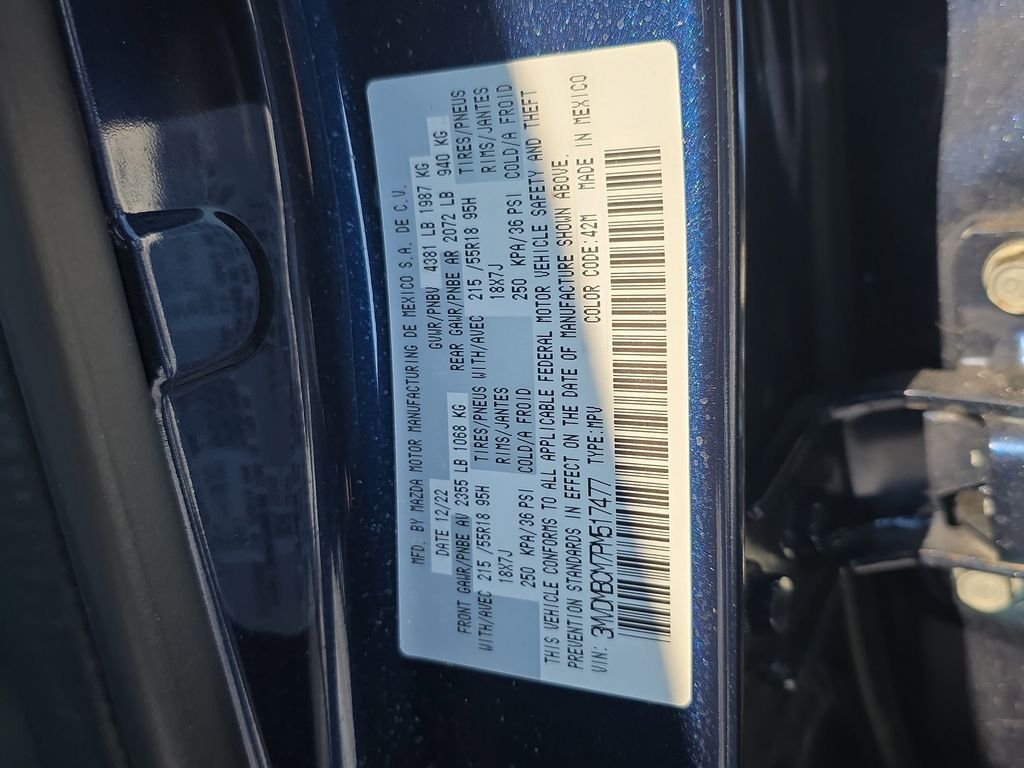 MFD. BY MAZDA MOTOR MANUFACTURING DE MEXICO S.A. DE C.V.
DATE 12/22 GVWR/PNBV 4381 LB 1987 KG
FRONT GAWR/PNBE AV 2355 LB 1068 KG REAR GAWR/PNBE AR 2072 LB 940 KG
WITH/AVEC 215 /55R18 95H TIRES/PNEUS WITH/AVEC 215 /55R18 95H TIRES/PNEUS
18X7J RIMS/JANTES 18X7J RIMS/JANTES
250 KPA/36 PSI COLD/A FROID 250 KPA/36 PSI COLD/A FROID
THIS VEHICLE CONFORMS TO ALL APPLICABLE FEDERAL MOTOR VEHICLE SAFETY AND THEFT
PREVENTION STANDARDS IN EFFECT ON THE DATE OF MANUFACTURE SHOWN ABOVE.
VIN: 3MVDMBCM7PM517477 TYPE:MPV COLOR CODE:42M MADE IN MEXICO